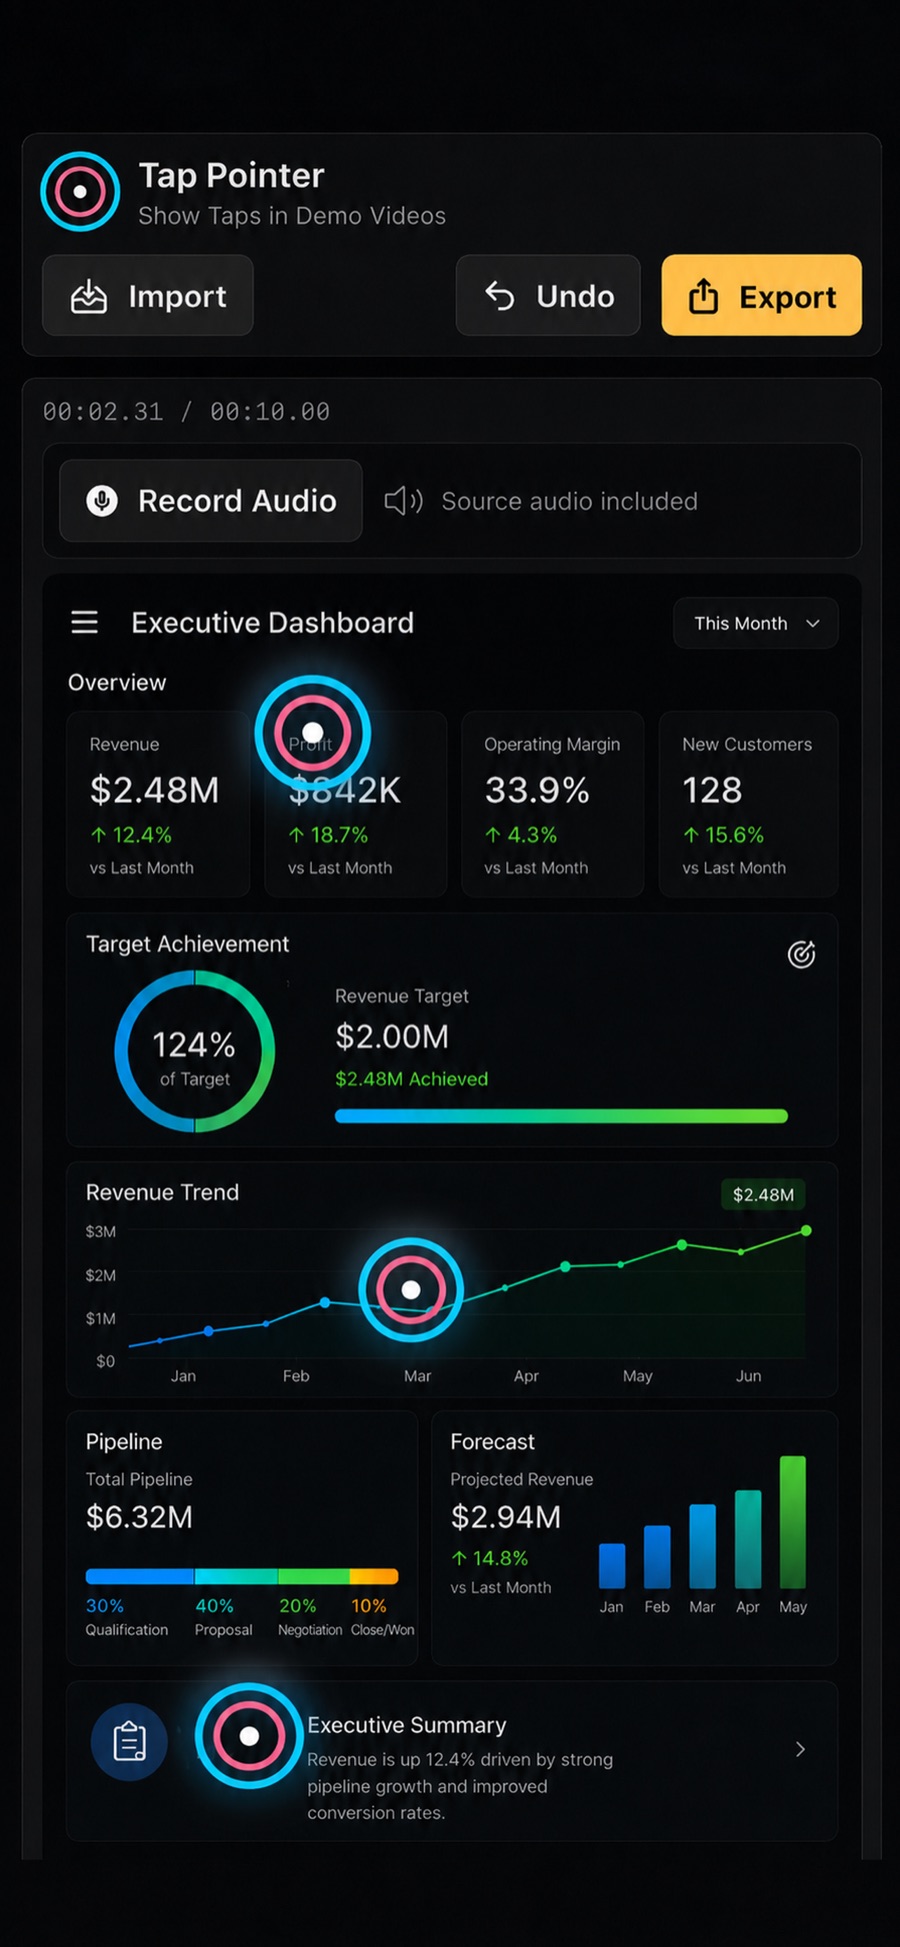 Tap Pointer
Show Taps in Demo Videos
Import
Undo
Export
00:02.31 / 00:10.00
Record Audio
Source audio included
Executive Dashboard
This Month
Overview
Revenue
$2.48M
↑ 12.4%
vs Last Month
Profit
$842K
↑ 18.7%
vs Last Month
Operating Margin
33.9%
↑ 4.3%
vs Last Month
New Customers
128
↑ 15.6%
vs Last Month
Target Achievement
124%
of Target
Revenue Target
$2.00M
$2.48M Achieved
Revenue Trend
$2.48M
$3M
$2M
$1M
$0
Jan Feb Mar Apr May Jun
Pipeline
Total Pipeline
$6.32M
30% 40% 20% 10%
Qualification Proposal Negotiation Close/Won
Forecast
Projected Revenue
$2.94M
↑ 14.8%
vs Last Month
Jan Feb Mar Apr May
Executive Summary
Revenue is up 12.4% driven by strong
pipeline growth and improved
conversion rates.